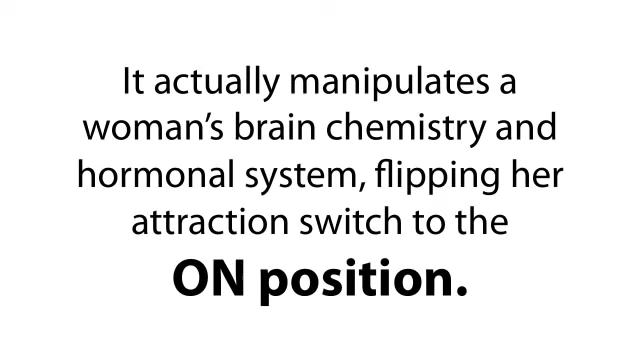 It actually manipulates a
woman’s brain chemistry and
hormonal system, flipping her
attraction switch to the
ON position.